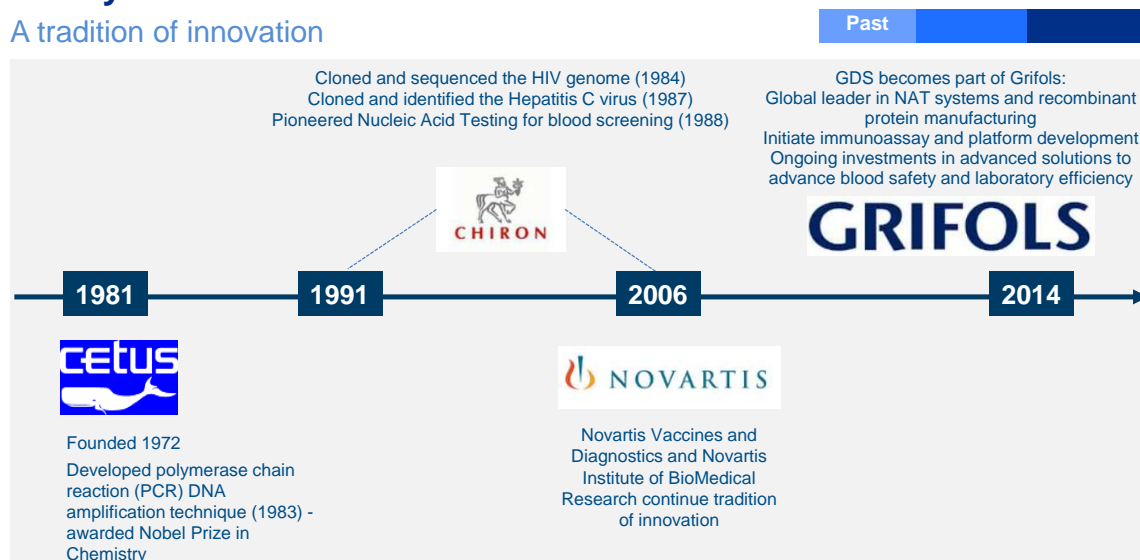 A tradition of innovation
Past
Cloned and sequenced the HIV genome (1984)
Cloned and identified the Hepatitis C virus (1987)
Pioneered Nucleic Acid Testing for blood screening (1988)
GDS becomes part of Grifols:
Global leader in NAT systems and recombinant
protein manufacturing
Initiate immunoassay and platform development
Ongoing investments in advanced solutions to
advance blood safety and laboratory efficiency
CHIRON
GRIFOLS
1981
1991
2006
2014
cetus
NOVARTIS
Founded 1972
Developed polymerase chain
reaction (PCR) DNA
amplification technique (1983) -
awarded Nobel Prize in
Chemistry
Novartis Vaccines and
Diagnostics and Novartis
Institute of BioMedical
Research continue tradition
of innovation